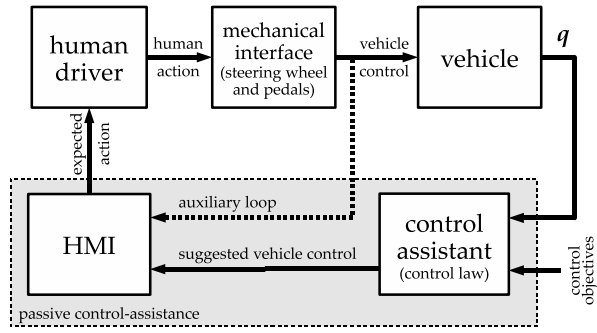 human
driver
human
action
mechanical
interface
(steering wheel
and pedals)
vehicle
control
vehicle
q
expected
action
auxiliary loop
HMI
suggested vehicle control
control
assistant
(control law)
control
objectives
passive control-assistance